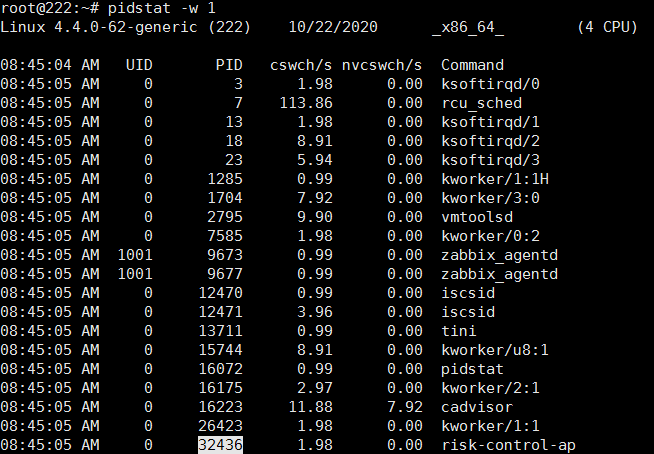 root@222:~# pidstat -w 1
Linux 4.4.0-62-generic (222) 10/22/2020 _x86_64_ (4 CPU)
08:45:04 AM UID PID cswch/s nvcswch/s Command
08:45:05 AM 0 3 1.98 0.00 ksoftirqd/0
08:45:05 AM 0 7 113.86 0.00 rcu_sched
08:45:05 AM 0 13 1.98 0.00 ksoftirqd/1
08:45:05 AM 0 18 8.91 0.00 ksoftirqd/2
08:45:05 AM 0 23 5.94 0.00 ksoftirqd/3
08:45:05 AM 0 1285 0.99 0.00 kworker/1:1H
08:45:05 AM 0 1704 7.92 0.00 kworker/3:0
08:45:05 AM 0 2795 9.90 0.00 vmtoolsd
08:45:05 AM 0 7585 1.98 0.00 kworker/0:2
08:45:05 AM 1001 9673 0.99 0.00 zabbix_agentd
08:45:05 AM 1001 9677 0.99 0.00 zabbix_agentd
08:45:05 AM 0 12470 0.99 0.00 iscsid
08:45:05 AM 0 12471 3.96 0.00 iscsid
08:45:05 AM 0 13711 0.99 0.00 tini
08:45:05 AM 0 15744 8.91 0.00 kworker/u8:1
08:45:05 AM 0 16072 0.99 0.00 pidstat
08:45:05 AM 0 16175 2.97 0.00 kworker/2:1
08:45:05 AM 0 16223 11.88 7.92 cadvisor
08:45:05 AM 0 26423 1.98 0.00 kworker/1:1
08:45:05 AM 0 32436 1.98 0.00 risk-control-ap